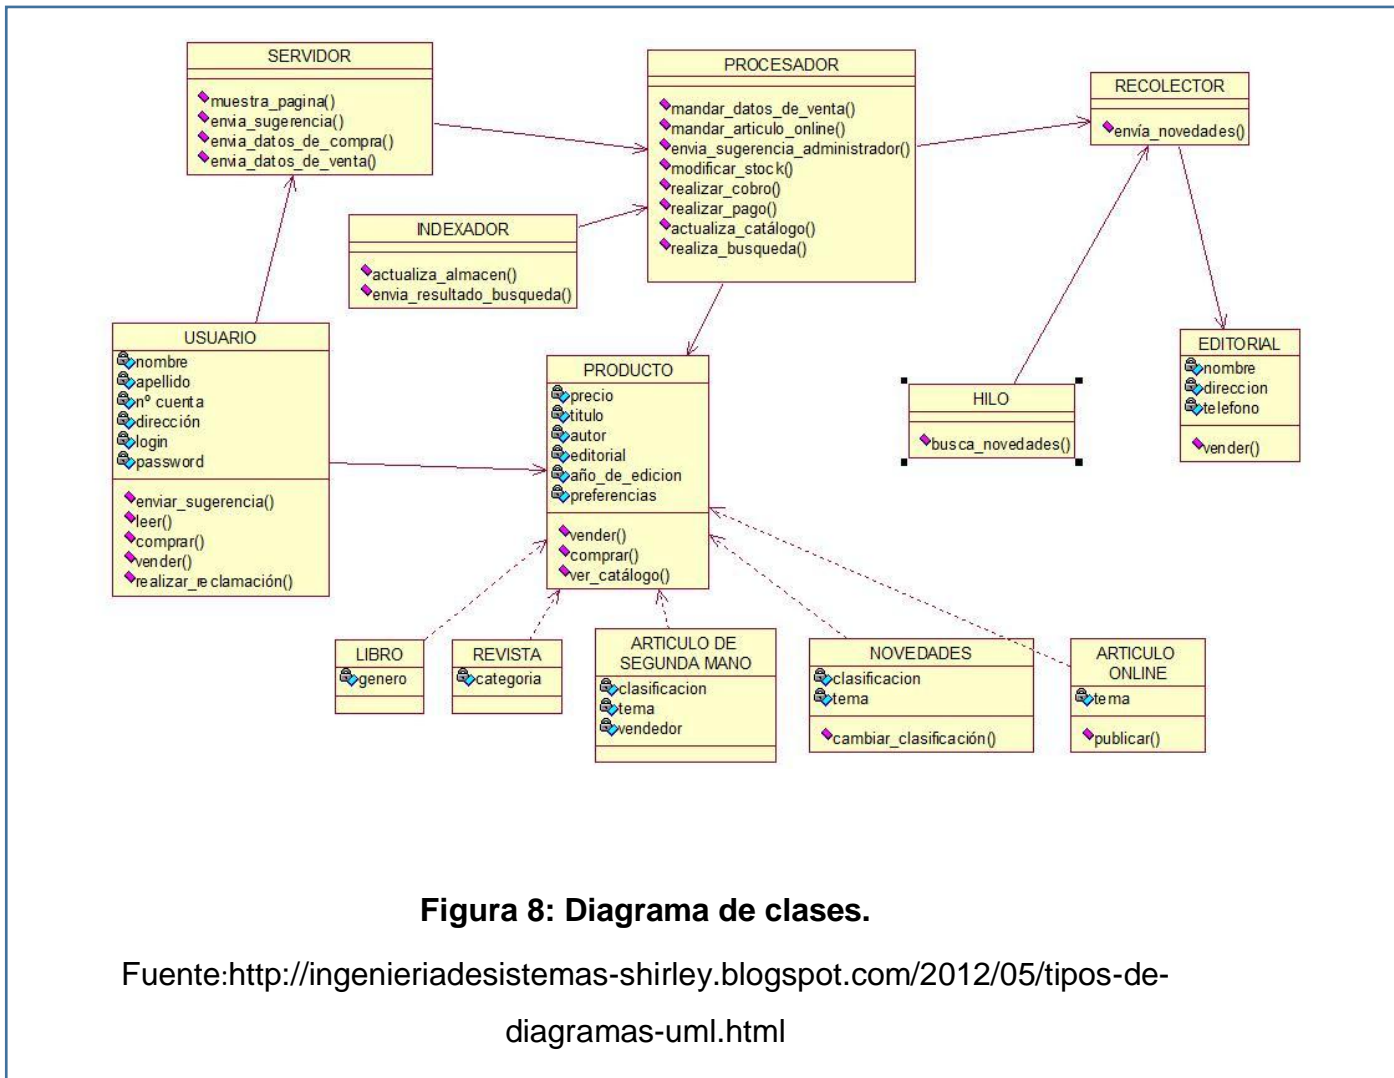 SERVIDOR
muestra_pagina()
envia_sugerencia()
envia_datos_de_compra()
envia_datos_de_venta()
PROCESADOR
mandar_datos_de_venta()
mandar_articulo_online()
envia_sugerencia_administrador()
modificar_stock()
realizar_cobro()
realizar_pago()
actualiza_catálogo()
realiza_busqueda()
RECOLECTOR
envía_novedades()
INDEXADOR
actualiza_almacen()
envia_resultado_busqueda()
USUARIO
nombre
apellido
nº cuenta
dirección
login
password
enviar_sugerencia()
leer()
comprar()
vender()
realizar_reclamación()
PRODUCTO
precio
titulo
autor
editorial
año_de_edicion
preferencias
vender()
comprar()
ver_catálogo()
HILO
busca_novedades()
EDITORIAL
nombre
direccion
telefono
vender()
LIBRO
genero
REVISTA
categoria
ARTICULO DE
SEGUNDA MANO
clasificacion
tema
vendedor
NOVEDADES
clasificacion
tema
cambiar_clasificación()
ARTICULO
ONLINE
tema
publicar()
Figura 8: Diagrama de clases.
Fuente:http://ingenieriadesistemas-shirley.blogspot.com/2012/05/tipos-de-
diagramas-uml.html